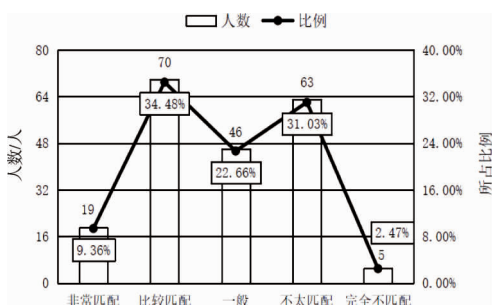 人数 比例
80 40.00%
70
63
64 34.48% 31.03% 32.00%
46
48 24.00%
22.66%
人数/人 所占比例
32 16.00%
19
16 9.36% 2.47% 8.00%
5
0 0.00%
非常匹配 比较匹配 一般 不太匹配 完全不匹配